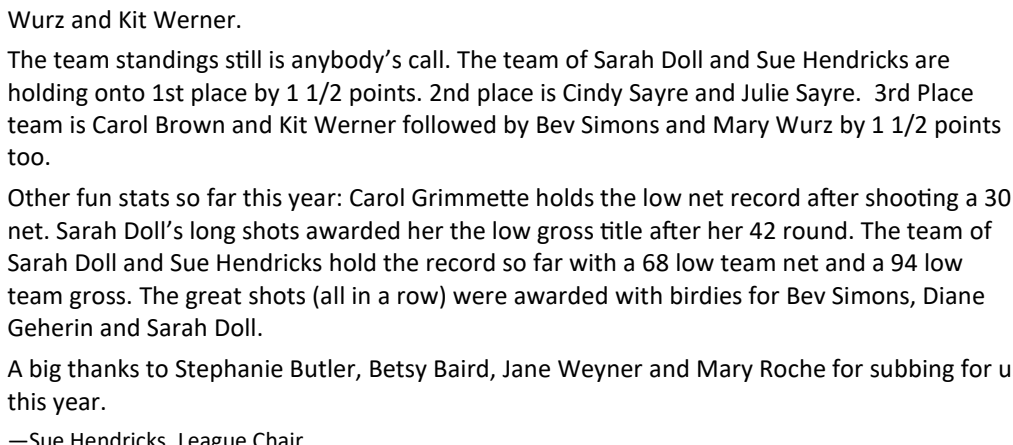 Wurz and Kit Werner.
The team standings still is anybody’s call. The team of Sarah Doll and Sue Hendricks are
holding onto 1st place by 1 1/2 points. 2nd place is Cindy Sayre and Julie Sayre.  3rd Place
team is Carol Brown and Kit Werner followed by Bev Simons and Mary Wurz by 1 1/2 points
too.
Other fun stats so far this year: Carol Grimmette holds the low net record after shooting a 30
net. Sarah Doll’s long shots awarded her the low gross title after her 42 round. The team of
Sarah Doll and Sue Hendricks hold the record so far with a 68 low team net and a 94 low
team gross. The great shots (all in a row) were awarded with birdies for Bev Simons, Diane
Geherin and Sarah Doll.
A big thanks to Stephanie Butler, Betsy Baird, Jane Weyner and Mary Roche for subbing for u
this year.
—Sue Hendricks, League Chair